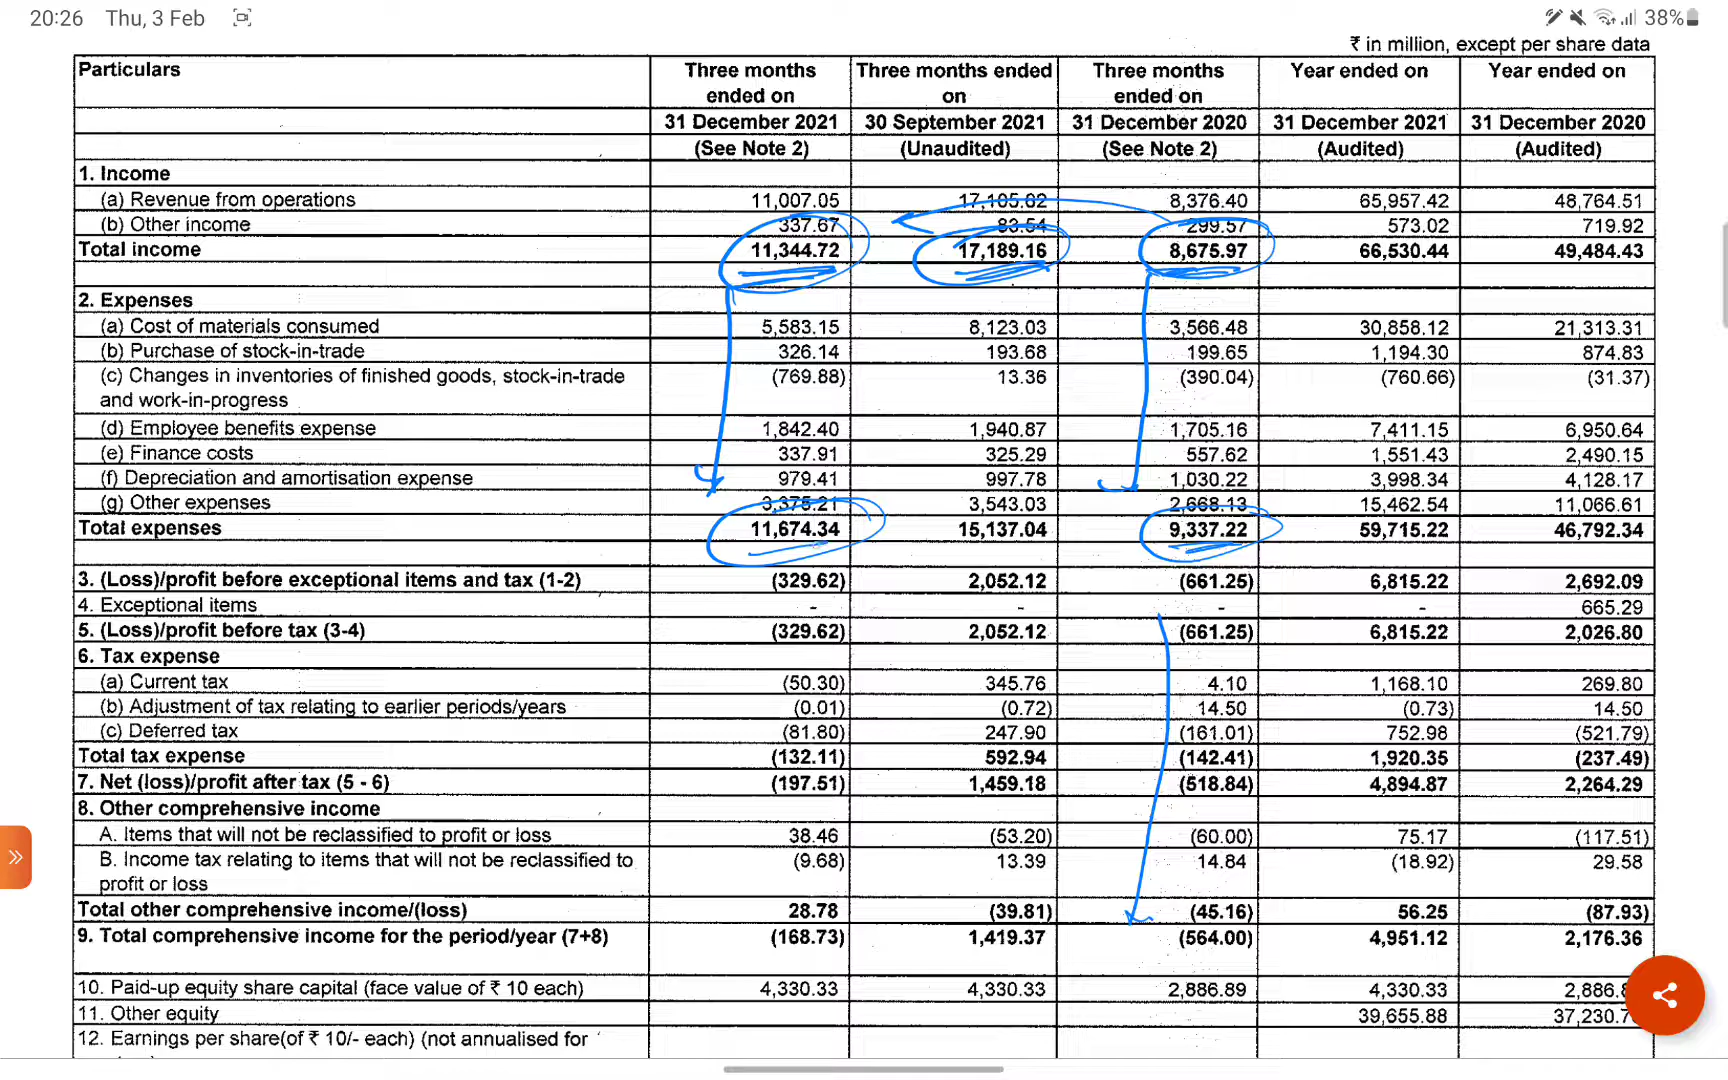 20:26 Thu, 3 Feb 38%
₹ in million, except per share data
Particulars Three months ended on Three months ended on Three months ended on Year ended on Year ended on
31 December 2021 30 September 2021 31 December 2020 31 December 2021 31 December 2020
(See Note 2) (Unaudited) (See Note 2) (Audited) (Audited)
1. Income
(a) Revenue from operations 11,007.05 17,105.62 8,376.40 65,957.42 48,764.51
(b) Other income 337.67 83.54 299.57 573.02 719.92
Total income 11,344.72 17,189.16 8,675.97 66,530.44 49,484.43
2. Expenses
(a) Cost of materials consumed 5,583.15 8,123.03 3,566.48 30,858.12 21,313.31
(b) Purchase of stock-in-trade 326.14 193.68 199.65 1,194.30 874.83
(c) Changes in inventories of finished goods, stock-in-trade (769.88) 13.36 (390.04) (760.66) (31.37)
and work-in-progress
(d) Employee benefits expense 1,842.40 1,940.87 1,705.16 7,411.15 6,950.64
(e) Finance costs 337.91 325.29 557.62 1,551.43 2,490.15
(f) Depreciation and amortisation expense 979.41 997.78 1,030.22 3,998.34 4,128.17
(g) Other expenses 3,375.21 3,543.03 2,668.13 15,462.54 11,066.61
Total expenses 11,674.34 15,137.04 9,337.22 59,715.22 46,792.34
3. (Loss)/profit before exceptional items and tax (1-2) (329.62) 2,052.12 (661.25) 6,815.22 2,692.09
4. Exceptional items - - - - 665.29
5. (Loss)/profit before tax (3-4) (329.62) 2,052.12 (661.25) 6,815.22 2,026.80
6. Tax expense
(a) Current tax (50.30) 345.76 4.10 1,168.10 269.80
(b) Adjustment of tax relating to earlier periods/years (0.01) (0.72) 14.50 (0.73) 14.50
(c) Deferred tax (81.80) 247.90 (161.01) 752.98 (521.79)
Total tax expense (132.11) 592.94 (142.41) 1,920.35 (237.49)
7. Net (loss)/profit after tax (5 - 6) (197.51) 1,459.18 (518.84) 4,894.87 2,264.29
8. Other comprehensive income
A. Items that will not be reclassified to profit or loss 38.46 (53.20) (60.00) 75.17 (117.51)
B. Income tax relating to items that will not be reclassified to (9.68) 13.39 14.84 (18.92) 29.58
profit or loss
Total other comprehensive income/(loss) 28.78 (39.81) (45.16) 56.25 (87.93)
9. Total comprehensive income for the period/year (7+8) (168.73) 1,419.37 (564.00) 4,951.12 2,176.36
10. Paid-up equity share capital (face value of ₹ 10 each) 4,330.33 4,330.33 2,886.89 4,330.33
11. Other equity 39,655.88
12. Earnings per share(of ₹ 10/- each) (not annualised for